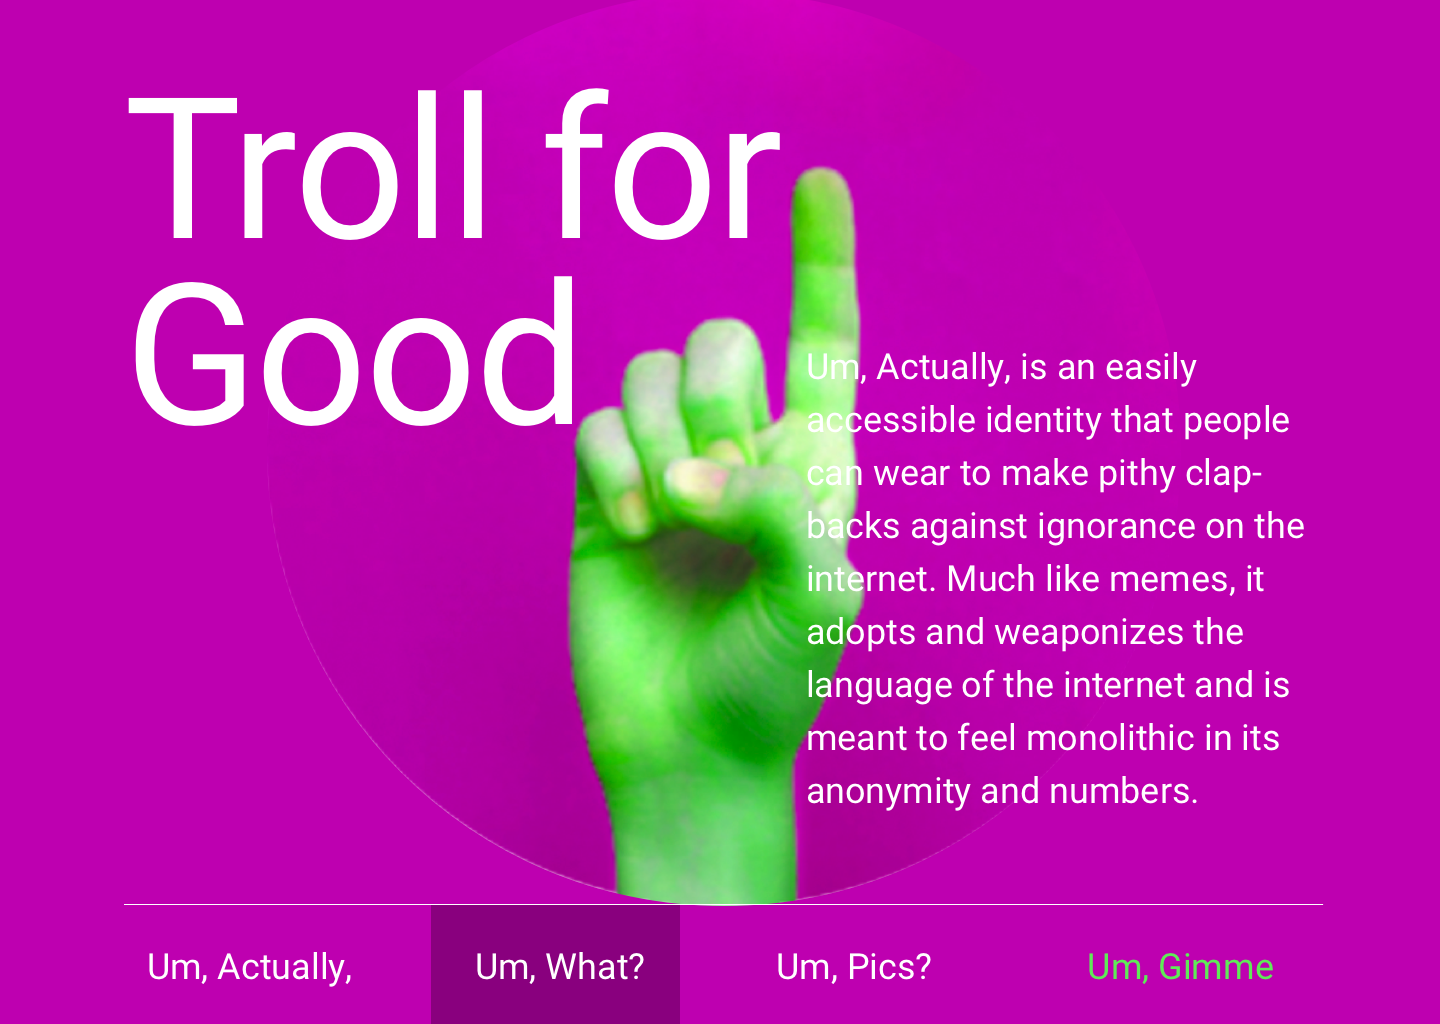 Troll for
Good
Um, Actually, is an easily
accessible identity that people
can wear to make pithy clap-
backs against ignorance on the
internet. Much like memes, it
adopts and weaponizes the
language of the internet and is
meant to feel monolithic in its
anonymity and numbers.
Um, Actually,
Um, What?
Um, Pics?
Um, Gimme